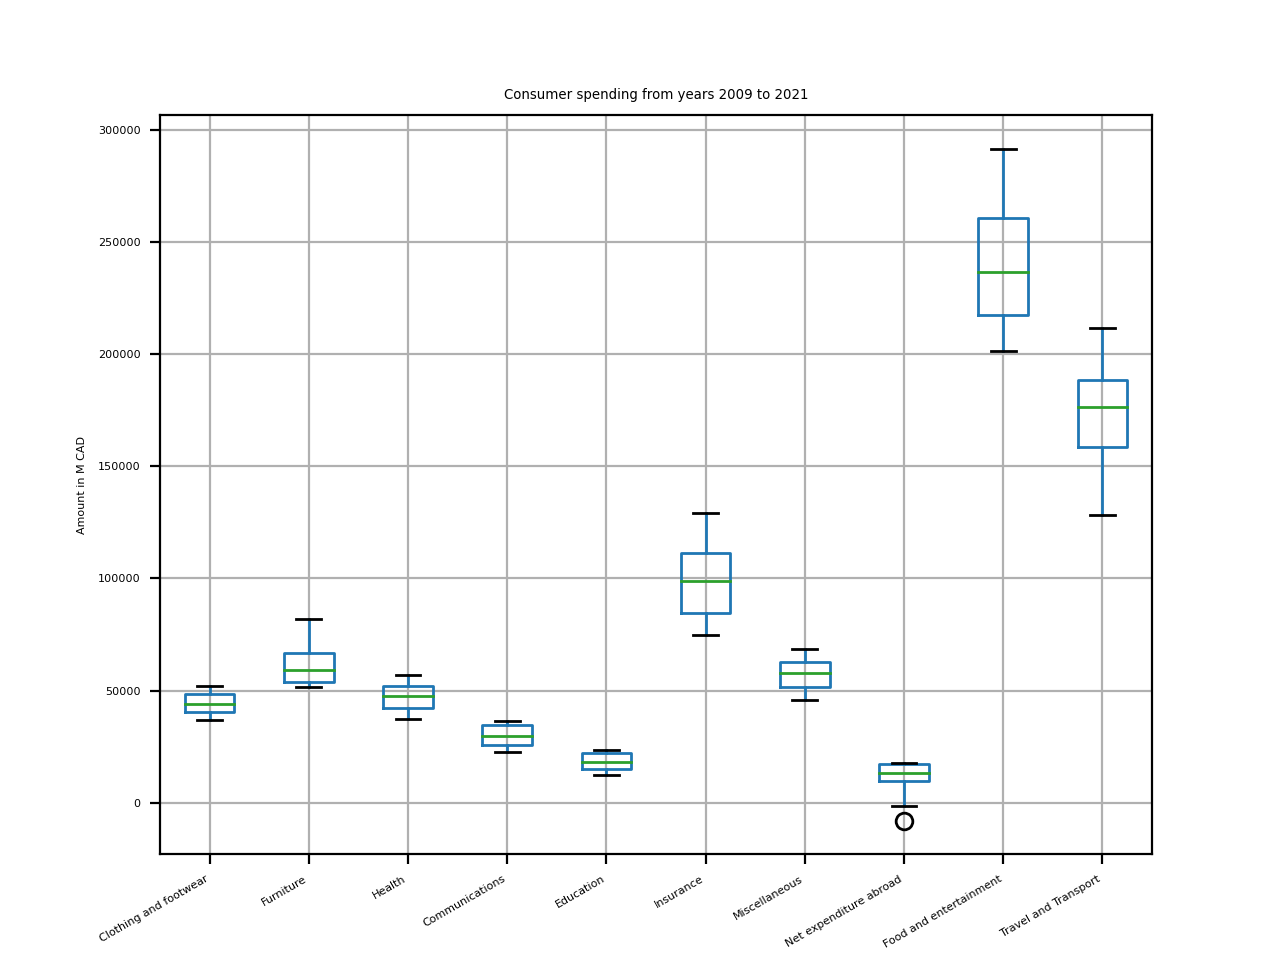 Consumer spending from years 2009 to 2021
300000
250000
200000
150000
100000
50000
0
Amount in M CAD
Clothing and footwear
Furniture
Health
Communications
Education
Insurance
Miscellaneous
Net expenditure abroad
Food and entertainment
Travel and Transport